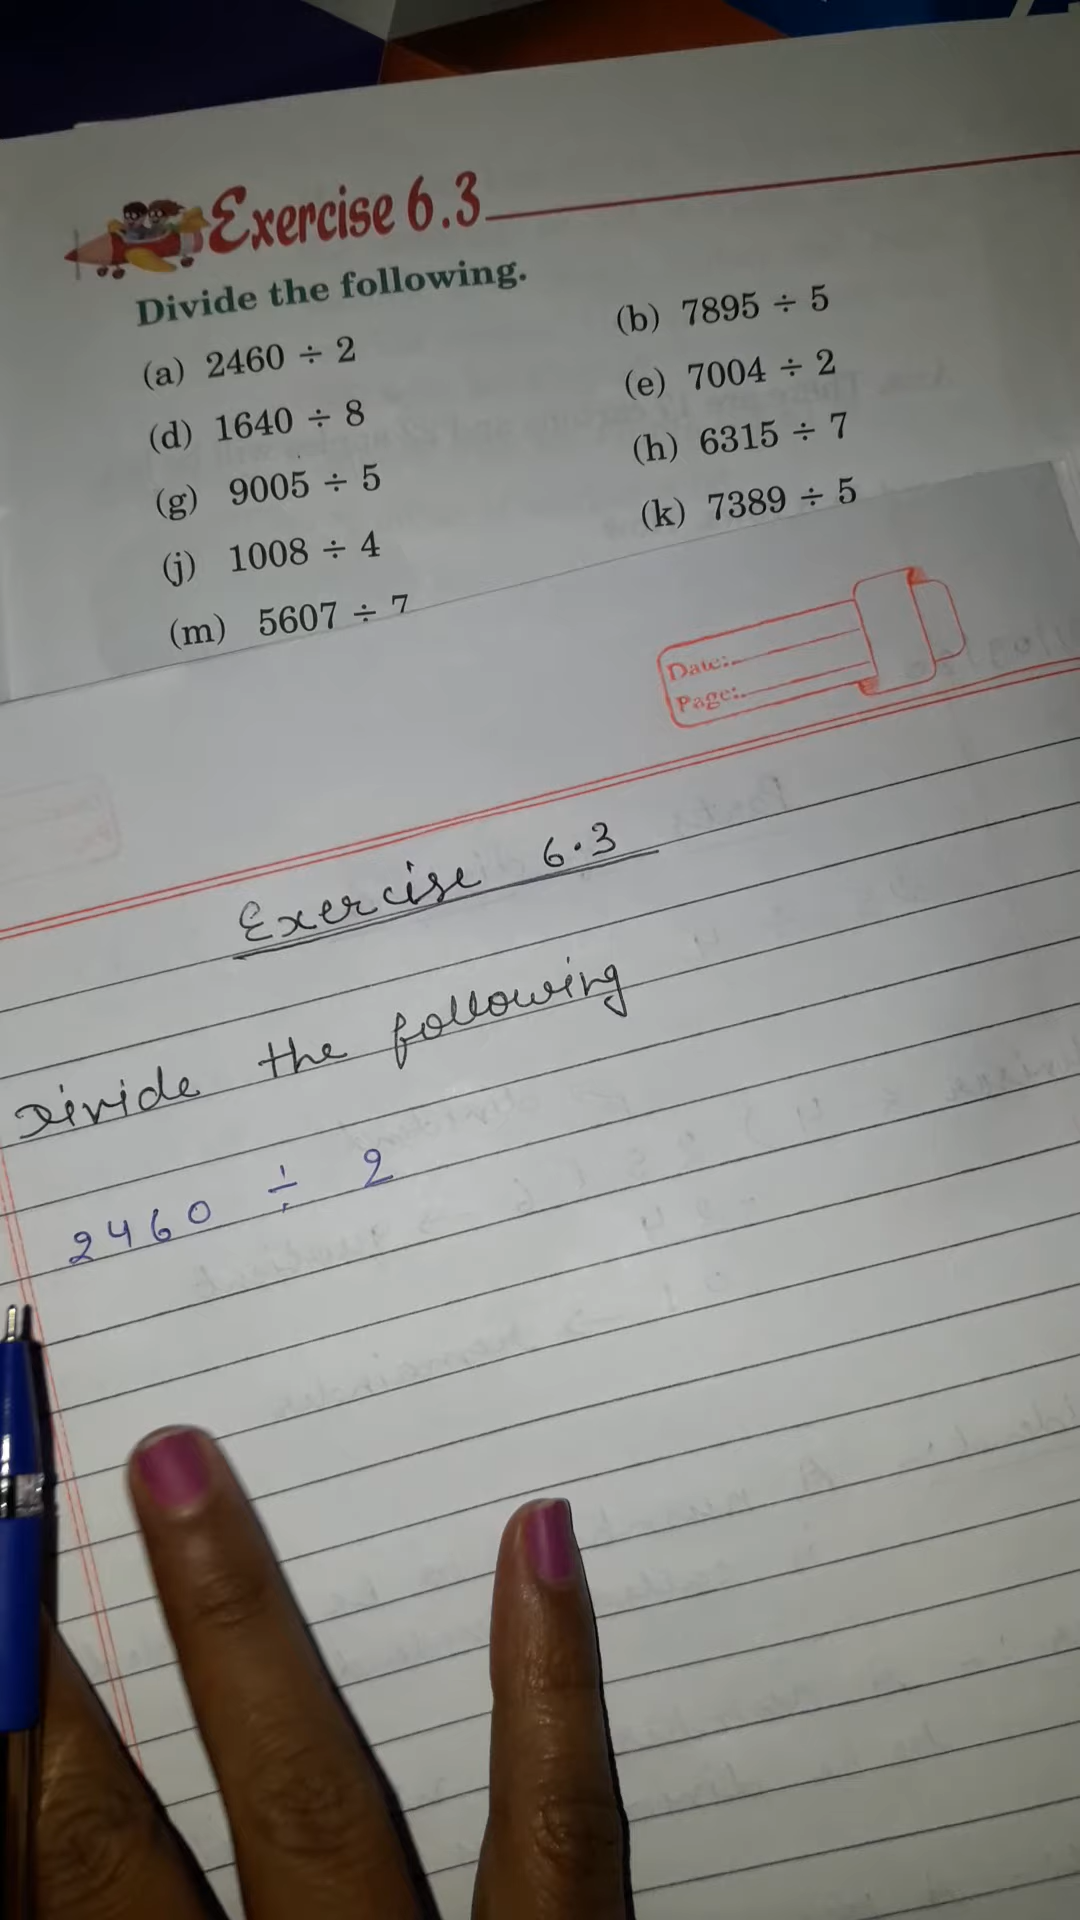 Exercise 6.3
Divide the following.
(a) 2460 ÷ 2
(b) 7895 ÷ 5
(d) 1640 ÷ 8
(e) 7004 ÷ 2
(g) 9005 ÷ 5
(h) 6315 ÷ 7
(j) 1008 ÷ 4
(k) 7389 ÷ 5
(m) 5607 ÷ 7
Date:
Page:
Exercise 6.3
Divide the following
2460 ÷ 2